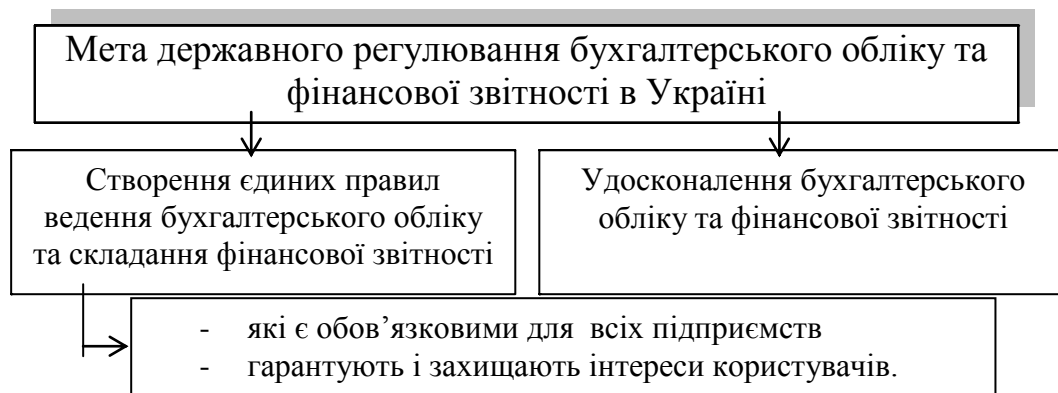 Мета державного регулювання бухгалтерського обліку та
фінансової звітності в Україні
Створення єдиних правил
ведення бухгалтерського обліку
та складання фінансової звітності
Удосконалення бухгалтерського
обліку та фінансової звітності
- які є обов’язковими для всіх підприємств
- гарантують і захищають інтереси користувачів.